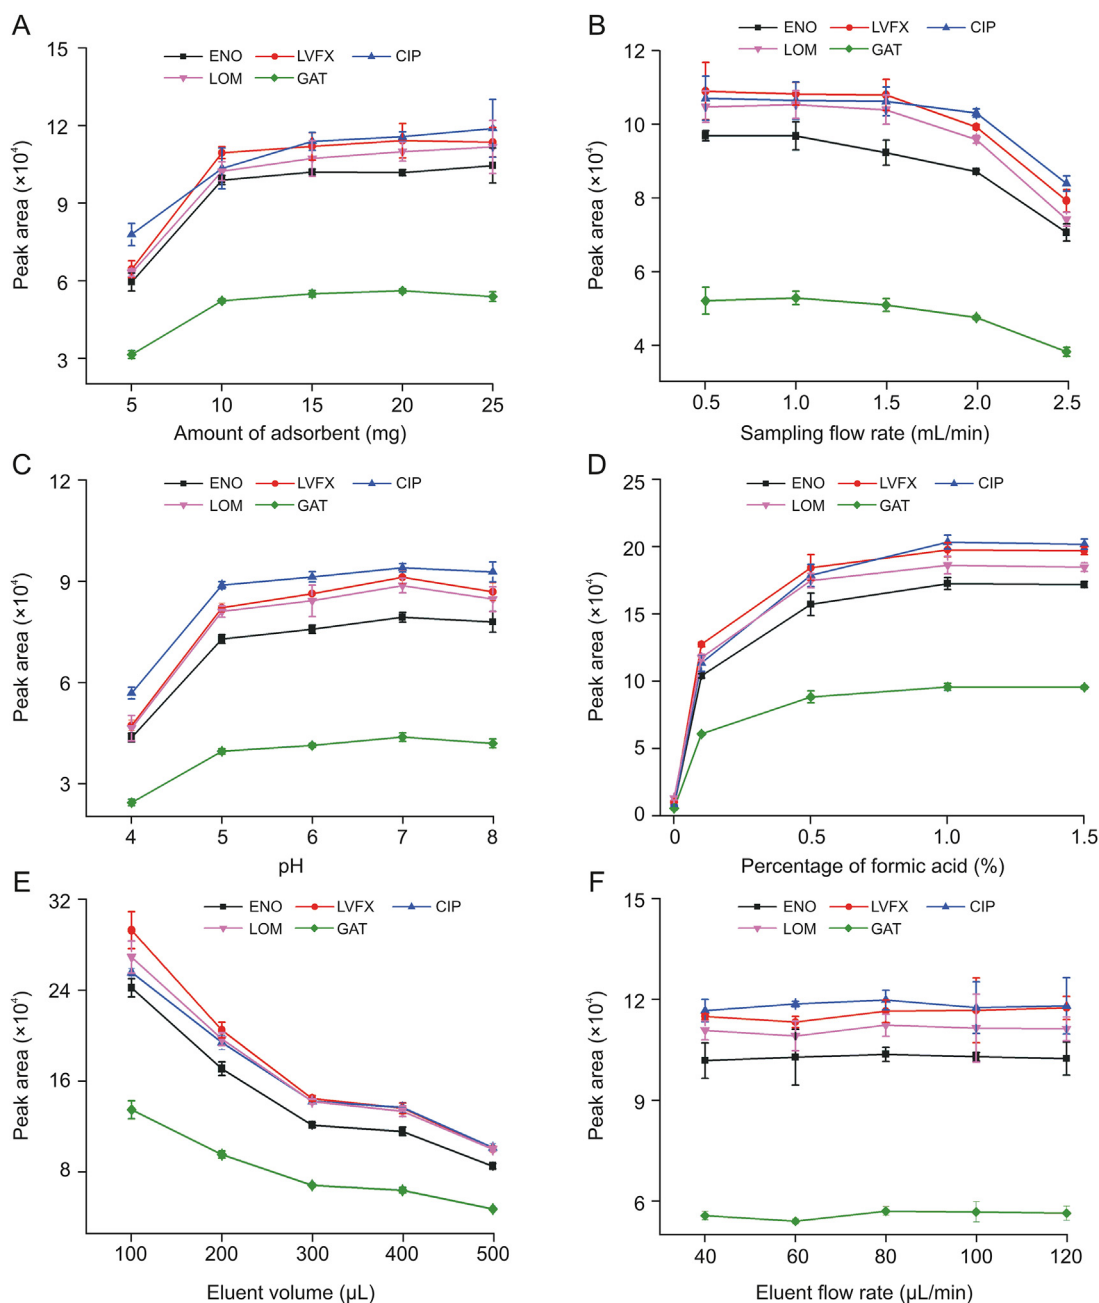 A
ENO LVFX CIP
LOM GAT
15
12
9
6
3
Peak area (×10⁴)
5 10 15 20 25
Amount of adsorbent (mg)
B
ENO LVFX CIP
LOM GAT
12
10
8
6
4
Peak area (×10⁴)
0.5 1.0 1.5 2.0 2.5
Sampling flow rate (mL/min)
C
ENO LVFX CIP
LOM GAT
12
9
6
3
Peak area (×10⁴)
4 5 6 7 8
pH
D
ENO LVFX CIP
LOM GAT
25
20
15
10
5
0
Peak area (×10⁴)
0 0.5 1.0 1.5
Percentage of formic acid (%)
E
ENO LVFX CIP
LOM GAT
32
24
16
8
Peak area (×10⁴)
100 200 300 400 500
Eluent volume (µL)
F
ENO LVFX CIP
LOM GAT
15
12
9
6
Peak area (×10⁴)
40 60 80 100 120
Eluent flow rate (µL/min)